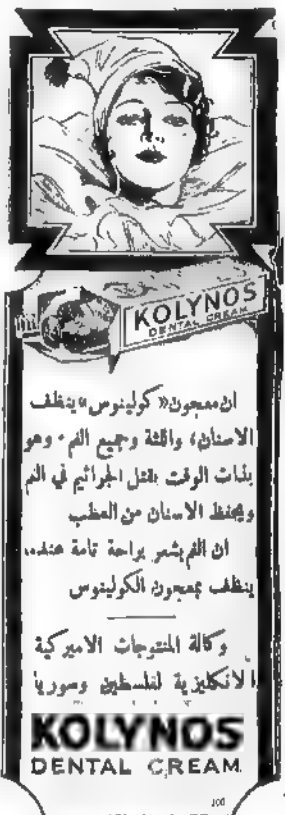 KOLYNOS
DENTAL CREAM
ان معجون «كولينوس» ينظف
الاسنان، واللثة وجميع الفم، وهو
بذات الوقت يقتل الجراثيم في الفم
ويحفظ الاسنان من العطب
ان الفم يشعر براحة تامة عندما
ينظف بمعجون الكولينوس
وكالة المنتوجات الاميركية
الانكليزية لفلسطين وسوريا
KOLYNOS
DENTAL CREAM